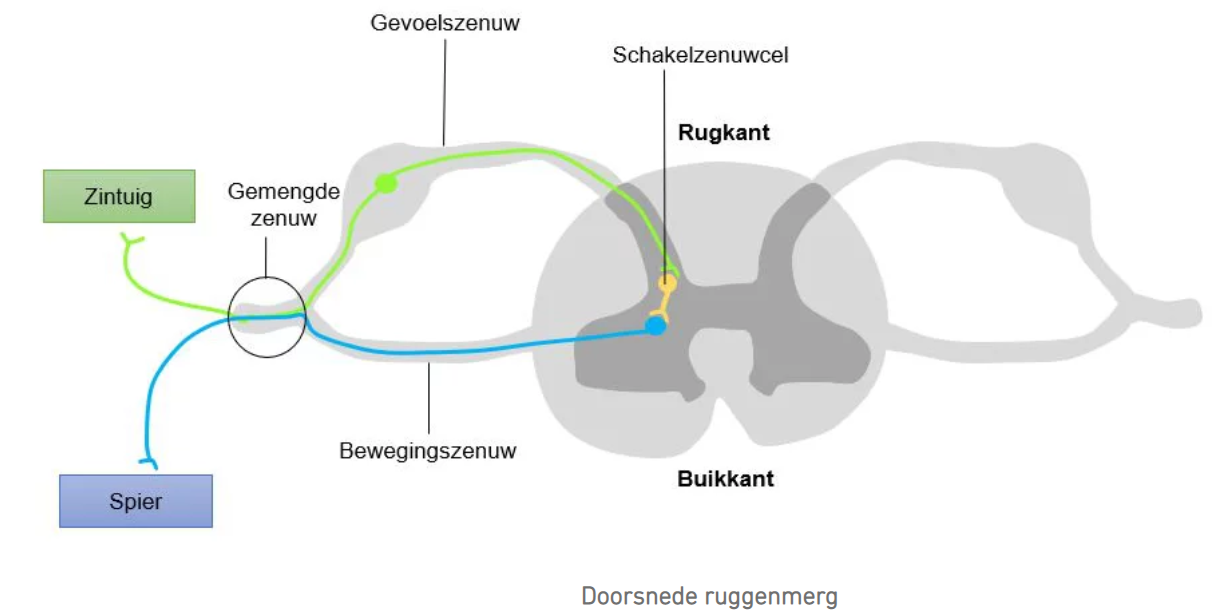 Gevoelszenuw
Schakelzenuwcel
Rugkant
Zintuig
Gemengde
zenuw
Bewegingszenuw
Buikkant
Spier
Doorsnede ruggenmerg